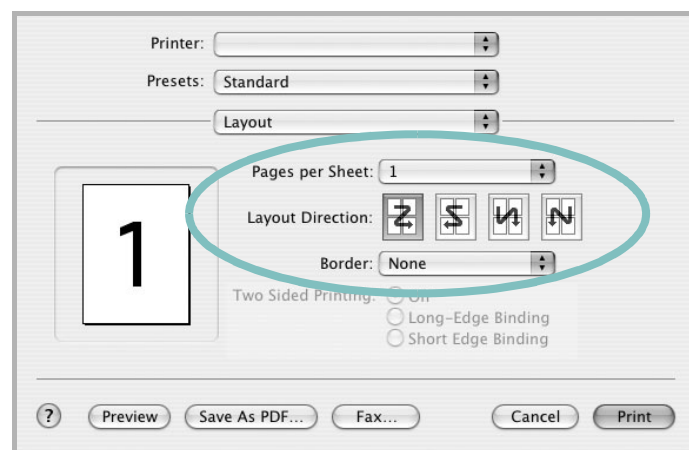 Printer:
Presets: Standard
Layout
Pages per Sheet: 1
Layout Direction:
Border: None
1
Two Sided Printing: Off
Long-Edge Binding
Short Edge Binding
? Preview Save As PDF... Fax... Cancel Print